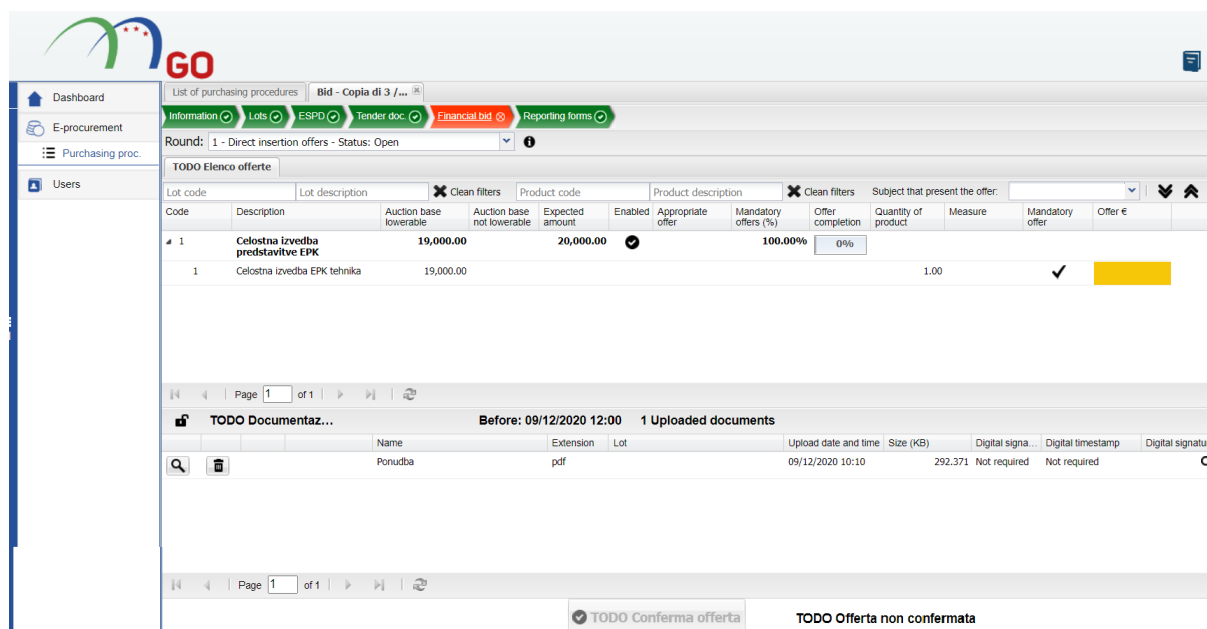 GO
Dashboard
E-procurement
Purchasing proc.
Users
List of purchasing procedures Bid - Copia di 3 /...
Information Lots ESPD Tender doc. Financial bid Reporting forms
Round: 1 - Direct insertion offers - Status: Open
TODO Elenco offerte
Lot code Lot description Clean filters Product code Product description Clean filters Subject that present the offer:
Code Description Auction base lowerable Auction base not lowerable Expected amount Enabled Appropriate offer Mandatory offers (%) Offer completion Quantity of product Measure Mandatory offer Offer €
1 Celostna izvedba predstavitve EPK 19,000.00 20,000.00 100.00% 0%
1 Celostna izvedba EPK tehnika 19,000.00 1.00
Page 1 of 1
TODO Documentaz... Before: 09/12/2020 12:00 1 Uploaded documents
Name Extension Lot Upload date and time Size (KB) Digital signa... Digital timestamp Digital signatu
Ponudba pdf 09/12/2020 10:10 292.371 Not required Not required
Page 1 of 1
TODO Conferma offerta TODO Offerta non confermata